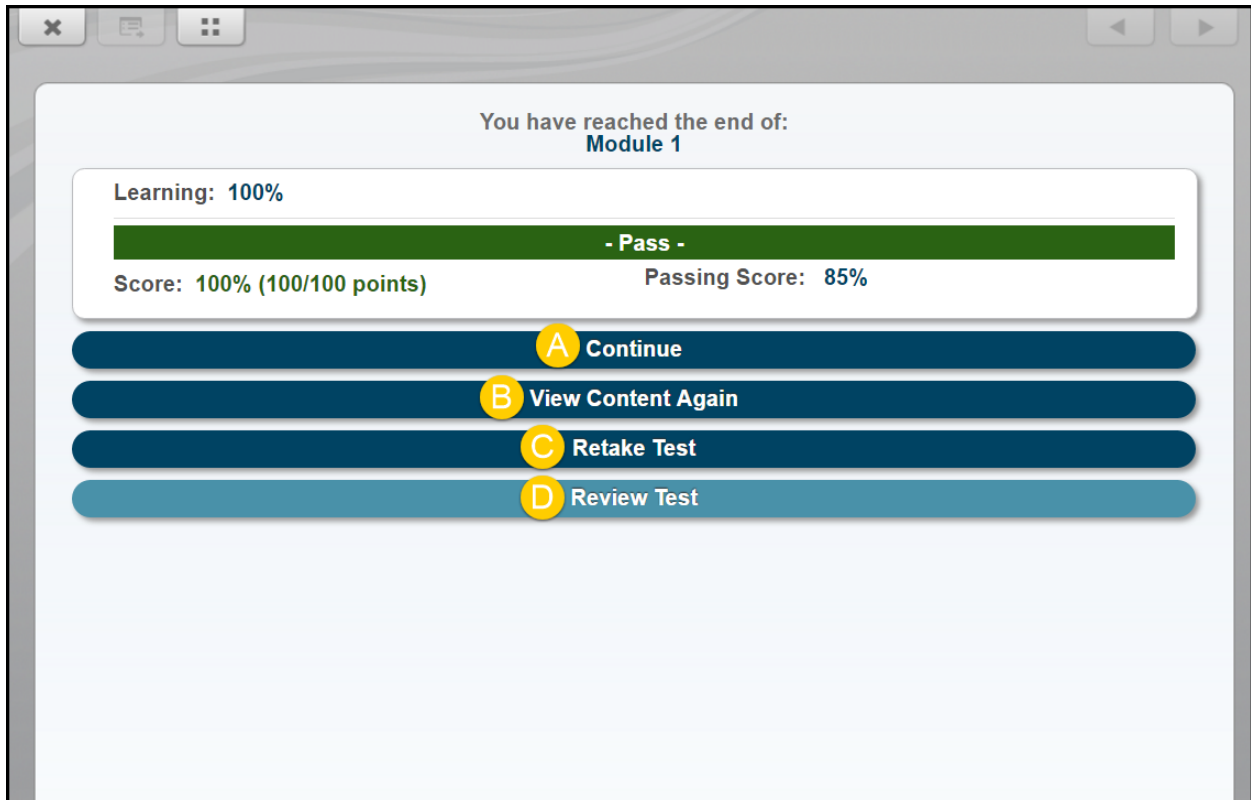 You have reached the end of:
Module 1
Learning: 100%
- Pass -
Score: 100% (100/100 points) Passing Score: 85%
A Continue
B View Content Again
C Retake Test
D Review Test